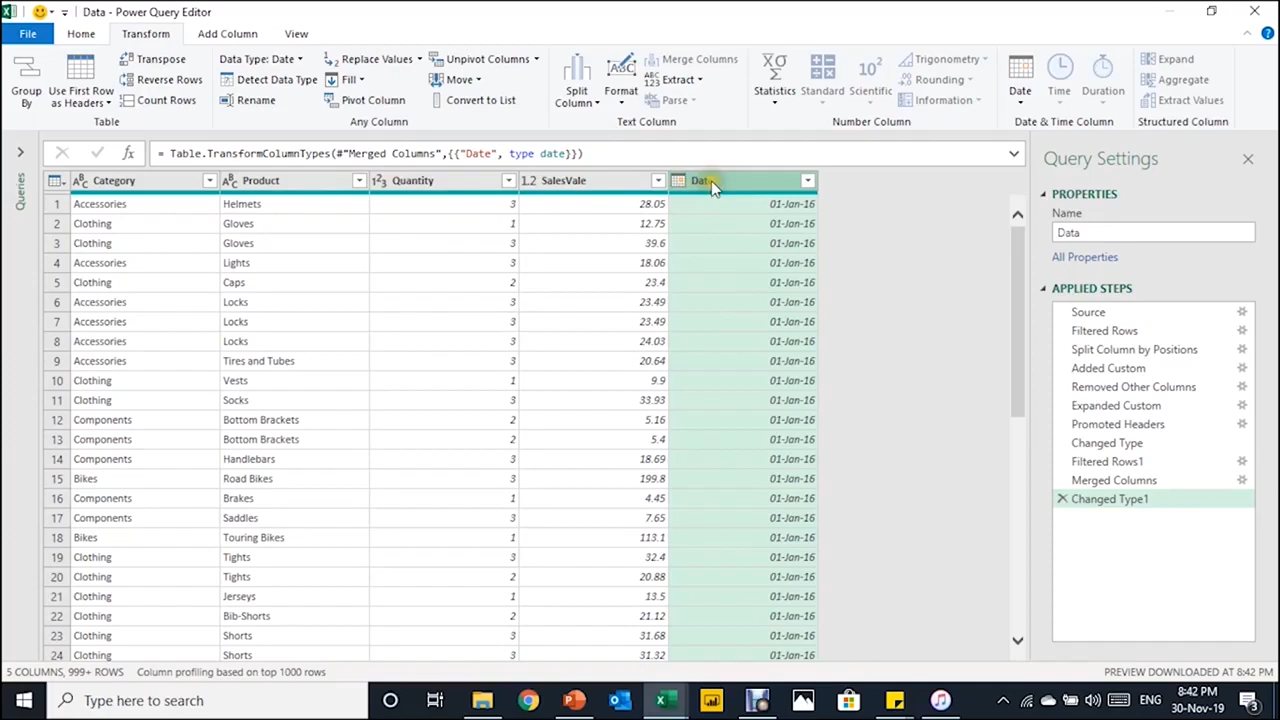 Data - Power Query Editor
File Home Transform Add Column View
Group By
Use First Row as Headers
Transpose
Reverse Rows
Count Rows
Table
Data Type: Date
Detect Data Type
Rename
Replace Values
Fill
Pivot Column
Unpivot Columns
Move
Convert to List
Any Column
Split Column
Format
ABC
Merge Columns
ABC
123 Extract
abc Parse
Text Column
Statistics
Standard
10² Scientific
Trigonometry
Rounding
Information
Number Column
Date
Time
Duration
Date & Time Column
Expand
Aggregate
Extract Values
Structured Column
Queries
fx = Table.TransformColumnTypes(#"Merged Columns",{{"Date", type date}})
ABC Category ABC Product 123 Quantity 1.2 SalesVale Dat
1 Accessories Helmets 3 28.05 01-Jan-16
2 Clothing Gloves 1 12.75 01-Jan-16
3 Clothing Gloves 3 39.6 01-Jan-16
4 Accessories Lights 3 18.06 01-Jan-16
5 Clothing Caps 2 23.4 01-Jan-16
6 Accessories Locks 3 23.49 01-Jan-16
7 Accessories Locks 3 23.49 01-Jan-16
8 Accessories Locks 3 24.03 01-Jan-16
9 Accessories Tires and Tubes 3 20.64 01-Jan-16
10 Clothing Vests 1 9.9 01-Jan-16
11 Clothing Socks 3 33.93 01-Jan-16
12 Components Bottom Brackets 2 5.16 01-Jan-16
13 Components Bottom Brackets 2 5.4 01-Jan-16
14 Components Handlebars 3 18.69 01-Jan-16
15 Bikes Road Bikes 3 199.8 01-Jan-16
16 Components Brakes 1 4.45 01-Jan-16
17 Components Saddles 3 7.65 01-Jan-16
18 Bikes Touring Bikes 1 113.1 01-Jan-16
19 Clothing Tights 3 32.4 01-Jan-16
20 Clothing Tights 2 20.88 01-Jan-16
21 Clothing Jerseys 1 13.5 01-Jan-16
22 Clothing Bib-Shorts 2 21.12 01-Jan-16
23 Clothing Shorts 3 31.68 01-Jan-16
24 Clothing Shorts 3 31.32 01-Jan-16
Query Settings
PROPERTIES
Name
Data
All Properties
APPLIED STEPS
Source
Filtered Rows
Split Column by Positions
Added Custom
Removed Other Columns
Expanded Custom
Promoted Headers
Changed Type
Filtered Rows1
Merged Columns
Changed Type1
5 COLUMNS, 999+ ROWS Column profiling based on top 1000 rows PREVIEW DOWNLOADED AT 8:42 PM
Type here to search
ENG
8:42 PM
30-Nov-19
3